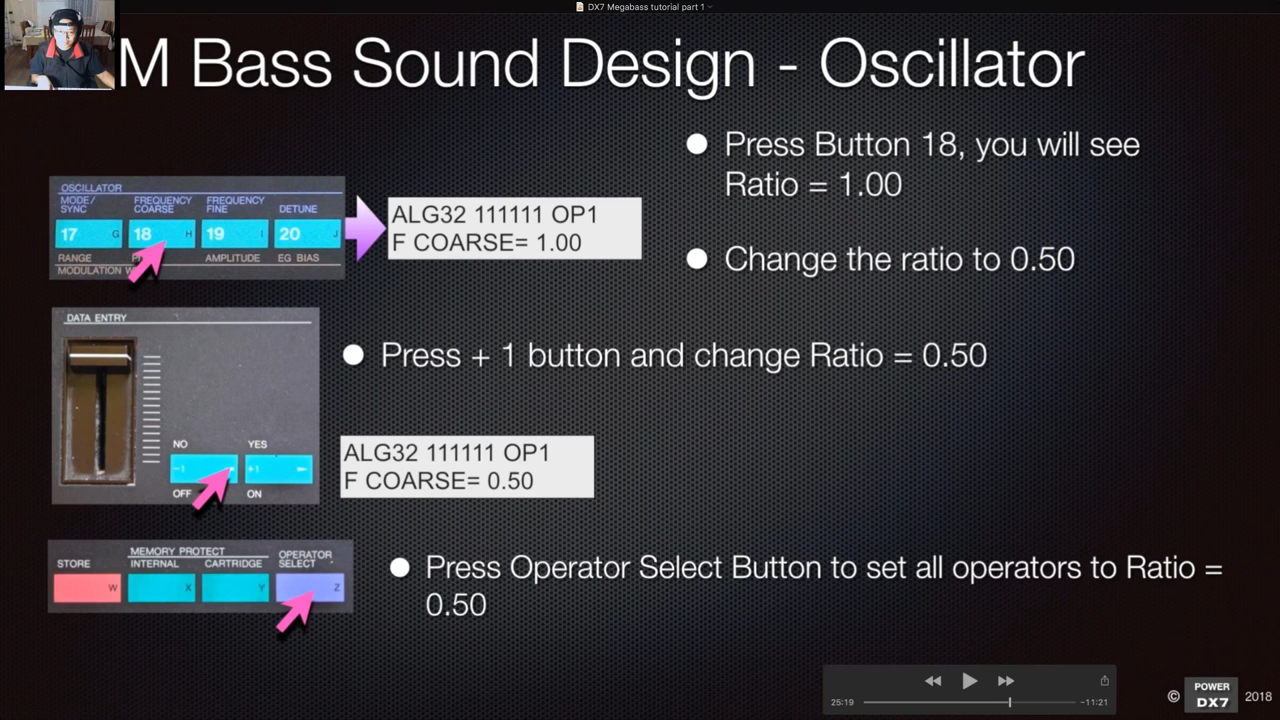 DX7 Megabass tutorial part 1
M Bass Sound Design - Oscillator
Press Button 18, you will see
Ratio = 1.00
Change the ratio to 0.50
OSCILLATOR
MODE/
SYNC
FREQUENCY
COARSE
FREQUENCY
FINE
DETUNE
17 G 18 H 19 I 20 J
RANGE
AMPLITUDE
EG BIAS
MODULATION
ALG32 111111 OP1
F COARSE= 1.00
DATA ENTRY
NO YES
-1 +1
OFF ON
Press + 1 button and change Ratio = 0.50
ALG32 111111 OP1
F COARSE= 0.50
MEMORY PROTECT
STORE INTERNAL CARTRIDGE
OPERATOR
SELECT
W X Y Z
Press Operator Select Button to set all operators to Ratio =
0.50
25:19 -11:21
© POWER DX7 2018